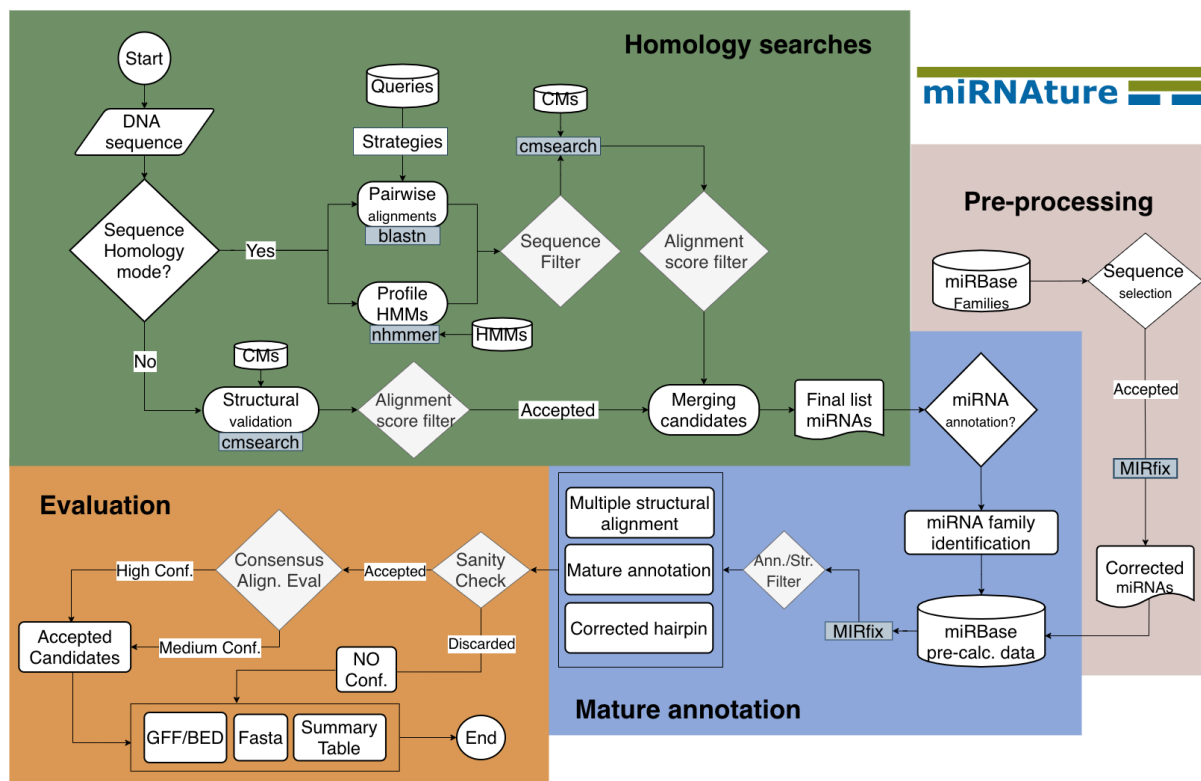 Homology searches
Start
DNA
sequence
Sequence
Homology
mode?
Yes
No
Queries
Strategies
Pairwise
alignments
blastn
Profile
HMMs
nhmmer
HMMs
Sequence
Filter
CMs
cmsearch
Alignment
score filter
CMs
Structural
validation
cmsearch
Alignment
score filter
Accepted
Merging
candidates
Final list
miRNAs
miRNAture
Pre-processing
miRBase
Families
Sequence
selection
Accepted
MIRfix
Corrected
miRNAs
miRNA
annotation?
miRNA family
identification
miRBase
pre-calc. data
MIRfix
Ann./Str.
Filter
Multiple structural
alignment
Mature annotation
Corrected hairpin
Mature annotation
Evaluation
Sanity
Check
Accepted
Discarded
Consensus
Align. Eval
High Conf.
Medium Conf.
Accepted
Candidates
NO
Conf.
GFF/BED
Fasta
Summary
Table
End